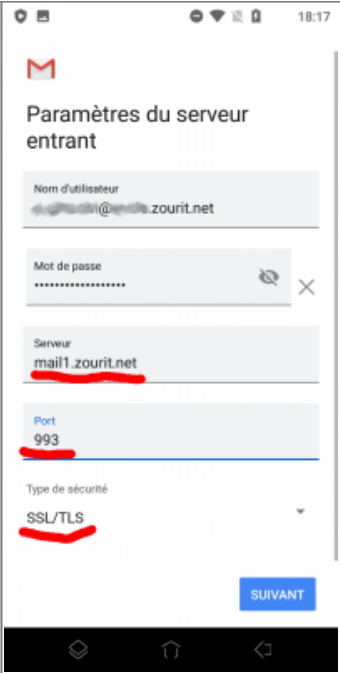 18:17
Paramètres du serveur
entrant
Nom d'utilisateur
.zourit.net
Mot de passe
Serveur
mail1.zourit.net
Port
993
Type de sécurité
SSL/TLS
SUIVANT